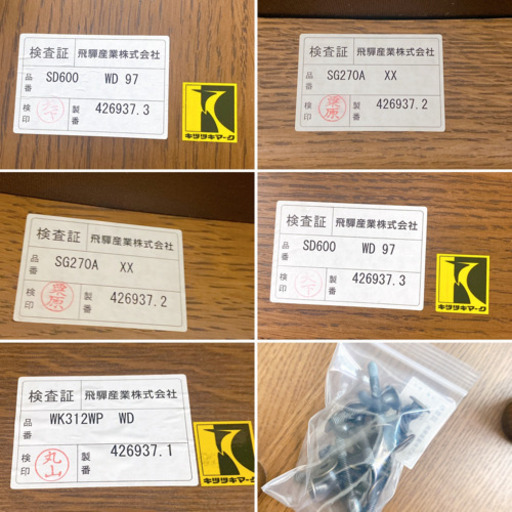 検査証 飛騨産業株式会社
品番 SD600 WD 97
検印 製番 426937.3
キツツキマーク
検査証 飛騨産業株式会社
品番 SG270A XX
検印 栗原 製番 426937.2
検査証 飛騨産業株式会社
品番 SG270A XX
検印 栗原 製番 426937.2
検査証 飛騨産業株式会社
品番 SD600 WD 97
検印 製番 426937.3
キツツキマーク
検査証 飛騨産業株式会社
品番 WK312WP WD
検印 丸山 製番 426937.1
キツツキマーク